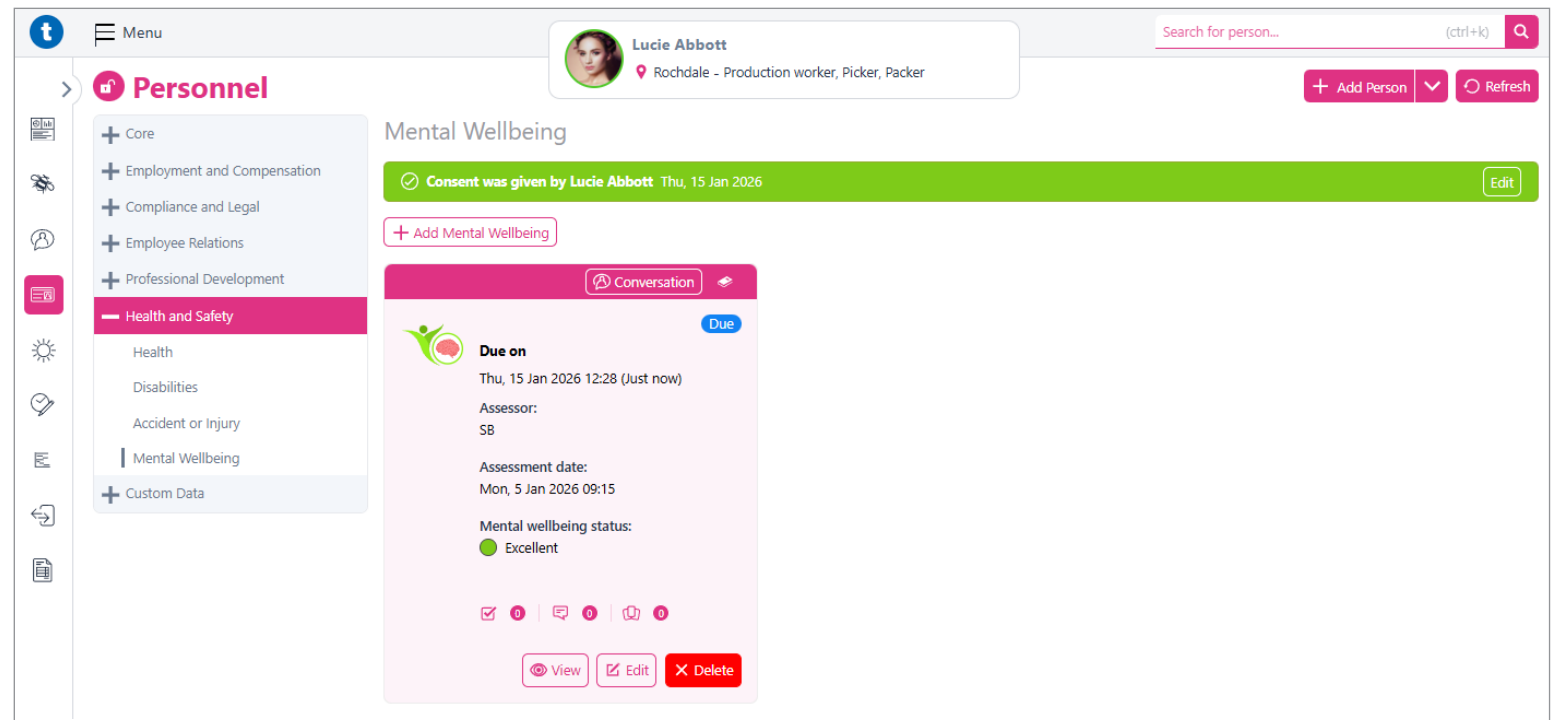 t
Menu
Lucie Abbott
Rochdale - Production worker, Picker, Packer
Search for person... (ctrl+k)
Personnel
Add Person
Refresh
Core
Employment and Compensation
Compliance and Legal
Employee Relations
Professional Development
Health and Safety
Health
Disabilities
Accident or Injury
Mental Wellbeing
Custom Data
Mental Wellbeing
Consent was given by Lucie Abbott Thu, 15 Jan 2026
Edit
Add Mental Wellbeing
Conversation
Due
Due on
Thu, 15 Jan 2026 12:28 (Just now)
Assessor:
SB
Assessment date:
Mon, 5 Jan 2026 09:15
Mental wellbeing status:
Excellent
0 0 0
View Edit Delete